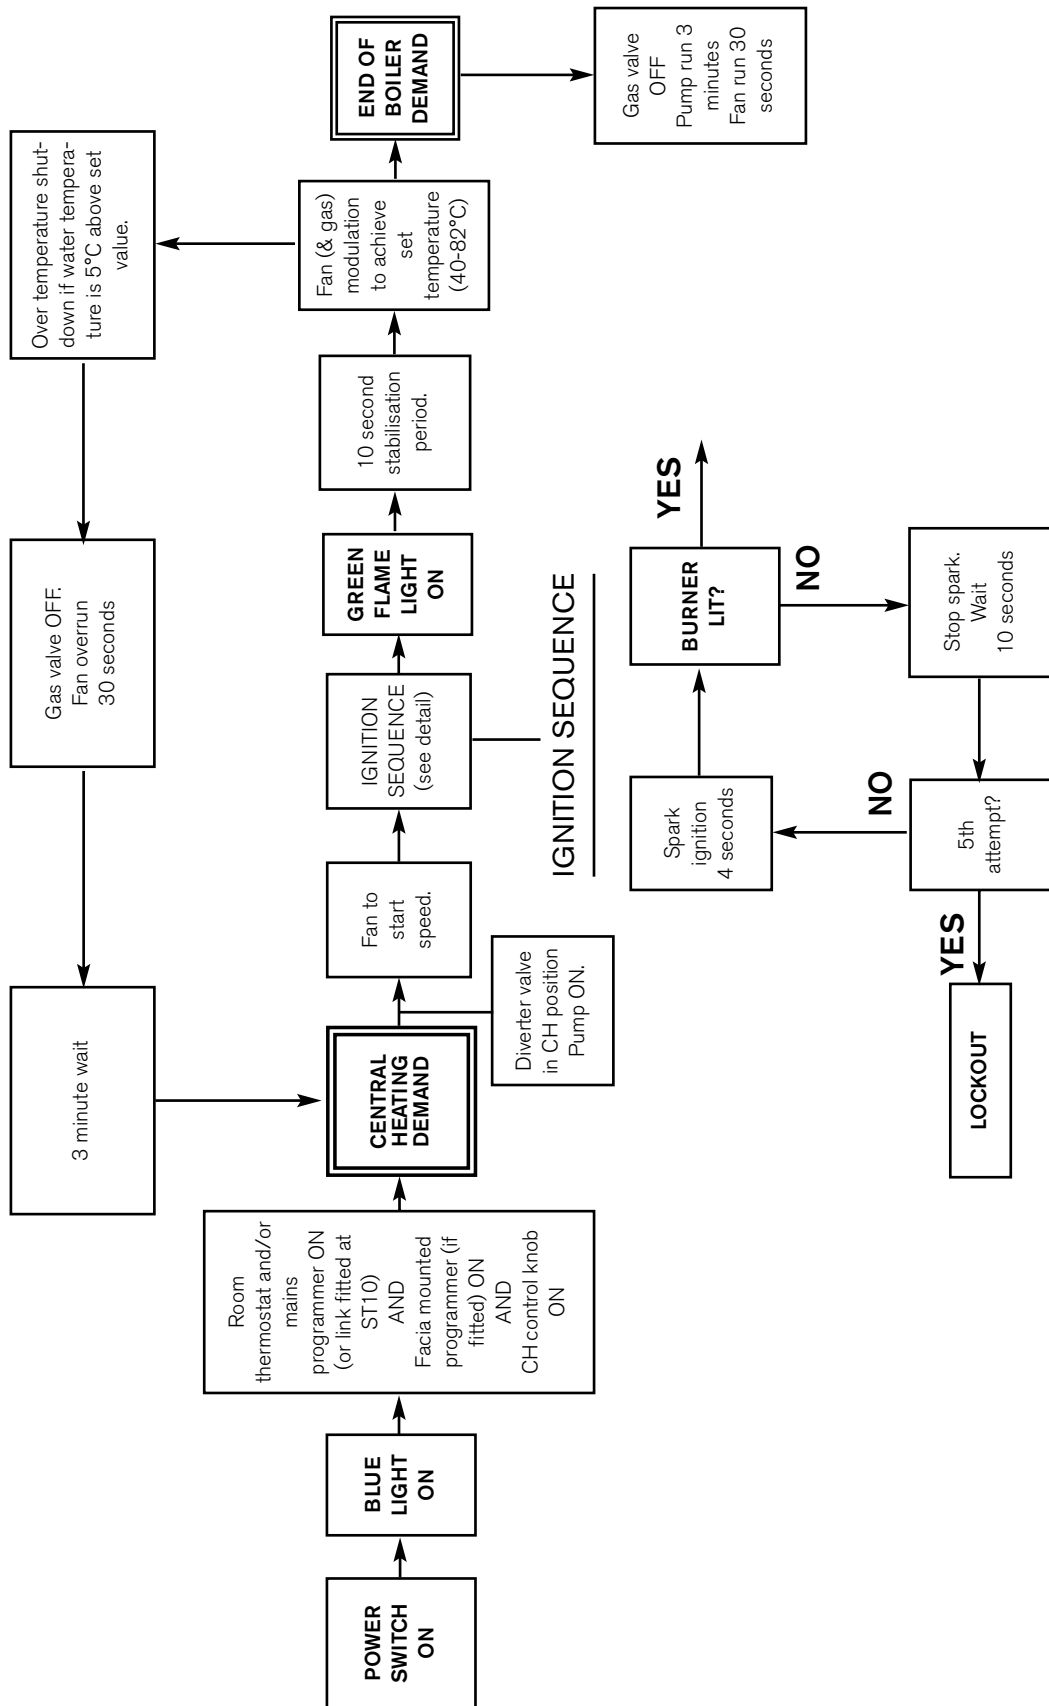 POWER
SWITCH
ON
BLUE
LIGHT
ON
Room
thermostat and/or
mains
programmer ON
(or link fitted at
ST10)
AND
Facia mounted
programmer (if
fitted) ON
AND
CH control knob
ON
CENTRAL
HEATING
DEMAND
Diverter valve
in CH position
Pump ON.
Fan to
start
speed.
IGNITION
SEQUENCE
(see detail)
GREEN
FLAME
LIGHT
ON
10 second
stabilisation
period.
Fan (& gas)
modulation
to achieve
set
temperature
(40-82°C)
END OF
BOILER
DEMAND
Gas valve
OFF
Pump run 3
minutes
Fan run 30
seconds
Over temperature shut-
down if water tempera-
ture is 5°C above set
value.
Gas valve OFF.
Fan overrun
30 seconds
3 minute wait
IGNITION SEQUENCE
Spark
ignition
4 seconds
BURNER
LIT?
YES
NO
Stop spark.
Wait
10 seconds
5th
attempt?
NO
YES
LOCKOUT